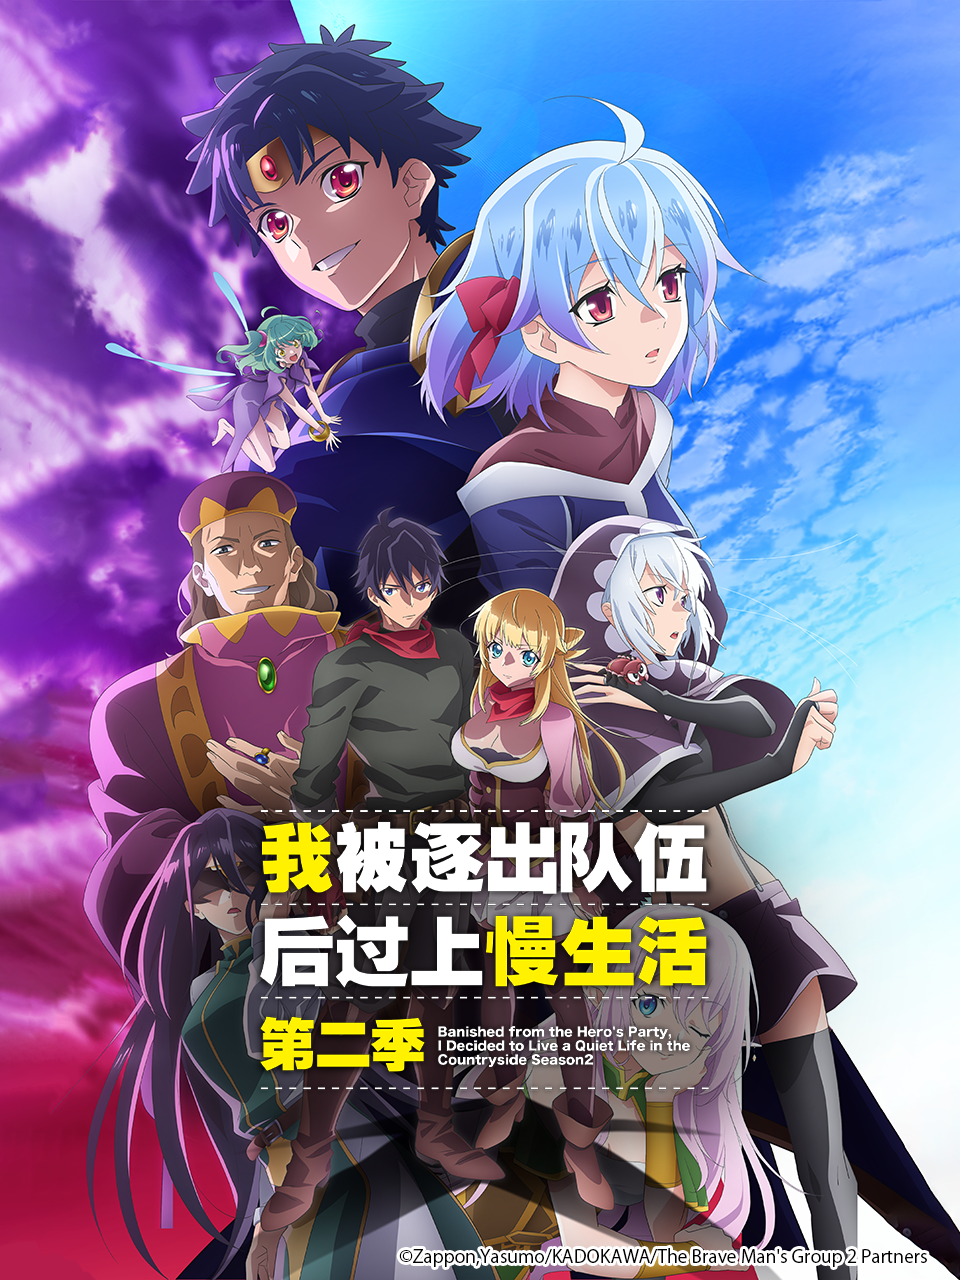 我被逐出队伍
后过上慢生活
第二季
Banished from the Hero's Party,
I Decided to Live a Quiet Life in the
Countryside Season2
©Zappon,Yasumo/KADOKAWA/The Brave Man's Group 2 Partners